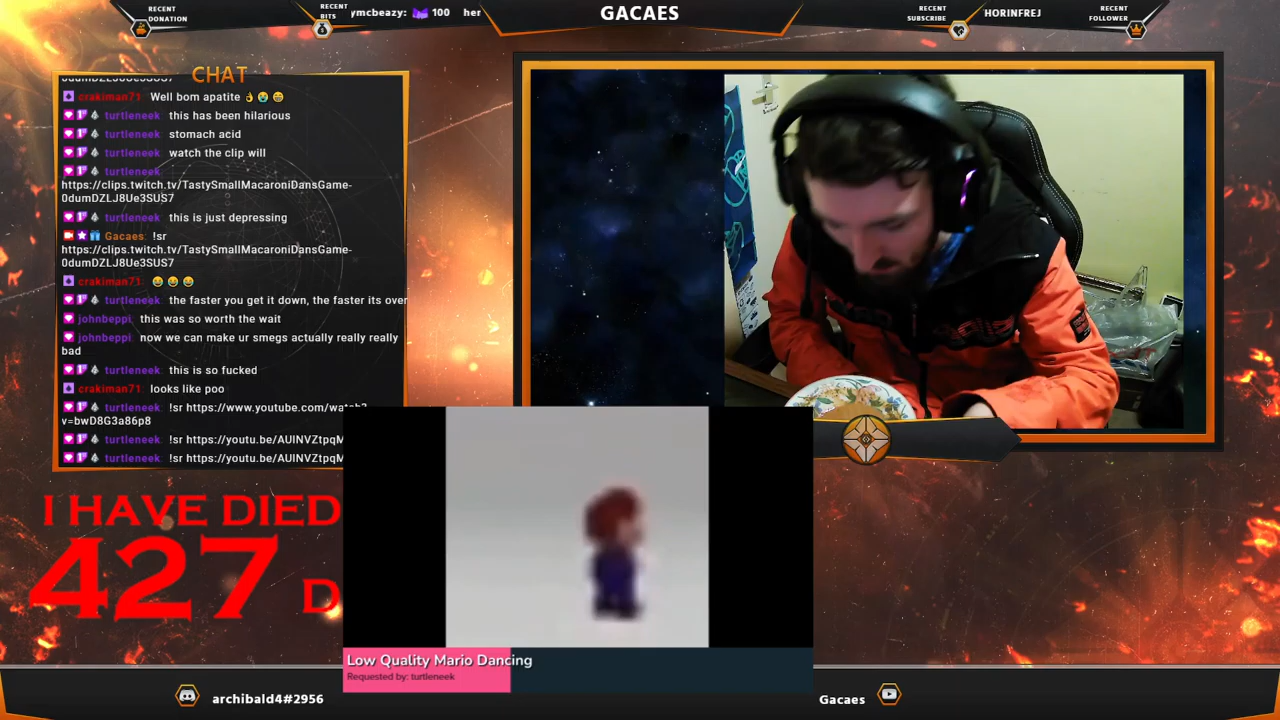 RECENT DONATION
RECENT BITS
ymcbeazy: 100 her
GACAES
RECENT SUBSCRIBE
HORINFREJ
RECENT FOLLOWER
CHAT
0dumDZLJ8Ue3SUS7
crakiman71 Well bom apatite 👌 😭 😁
turtleneek: this has been hilarious
turtleneek: stomach acid
turtleneek: watch the clip will
turtleneek:
https://clips.twitch.tv/TastySmallMacaroniDansGame-
0dumDZLJ8Ue3SUS7
turtleneek: this is just depressing
Gacaes: !sr
https://clips.twitch.tv/TastySmallMacaroniDansGame-
0dumDZLJ8Ue3SUS7
crakiman71: 😂 😂 😂
turtleneek: the faster you get it down, the faster its over
johnbeppi: this was so worth the wait
johnbeppi: now we can make ur smegs actually really really
bad
turtleneek: this is so fucked
crakiman71: looks like poo
turtleneek: !sr https://www.youtube.com/watch?
v=bwD8G3a86p8
turtleneek: !sr https://youtu.be/AUlNVZtpqM
turtleneek: !sr https://youtu.be/AUlNVZtpqM
I HAVE DIED
427 D
Low Quality Mario Dancing
Requested by: turtleneek
archibald4#2956
Gacaes